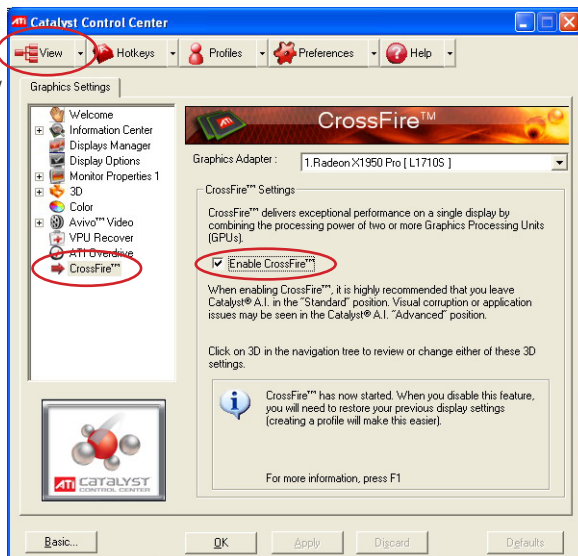 ATI Catalyst Control Center
View Hotkeys Profiles Preferences Help
Graphics Settings
Welcome
Information Center
Displays Manager
Display Options
Monitor Properties 1
3D
Color
Avivo™ Video
VPU Recover
ATI Overdrive
CrossFire™
CrossFire™
Graphics Adapter :
1.Radeon X1950 Pro [ L1710S ]
CrossFire™ Settings
CrossFire™ delivers exceptional performance on a single display by
combining the processing power of two or more Graphics Processing Units
(GPUs).
Enable CrossFire™
When enabling CrossFire™, it is highly recommended that you leave
Catalyst® A.I. in the "Standard" position. Visual corruption or application
issues may be seen in the Catalyst® A.I. "Advanced" position.
Click on 3D in the navigation tree to review or change either of these 3D
settings.
CrossFire™ has now started. When you disable this feature,
you will need to restore your previous display settings
(creating a profile will make this easier).
For more information, press F1
ATI CATALYST
CONTROL CENTER
Basic... OK Apply Discard Defaults